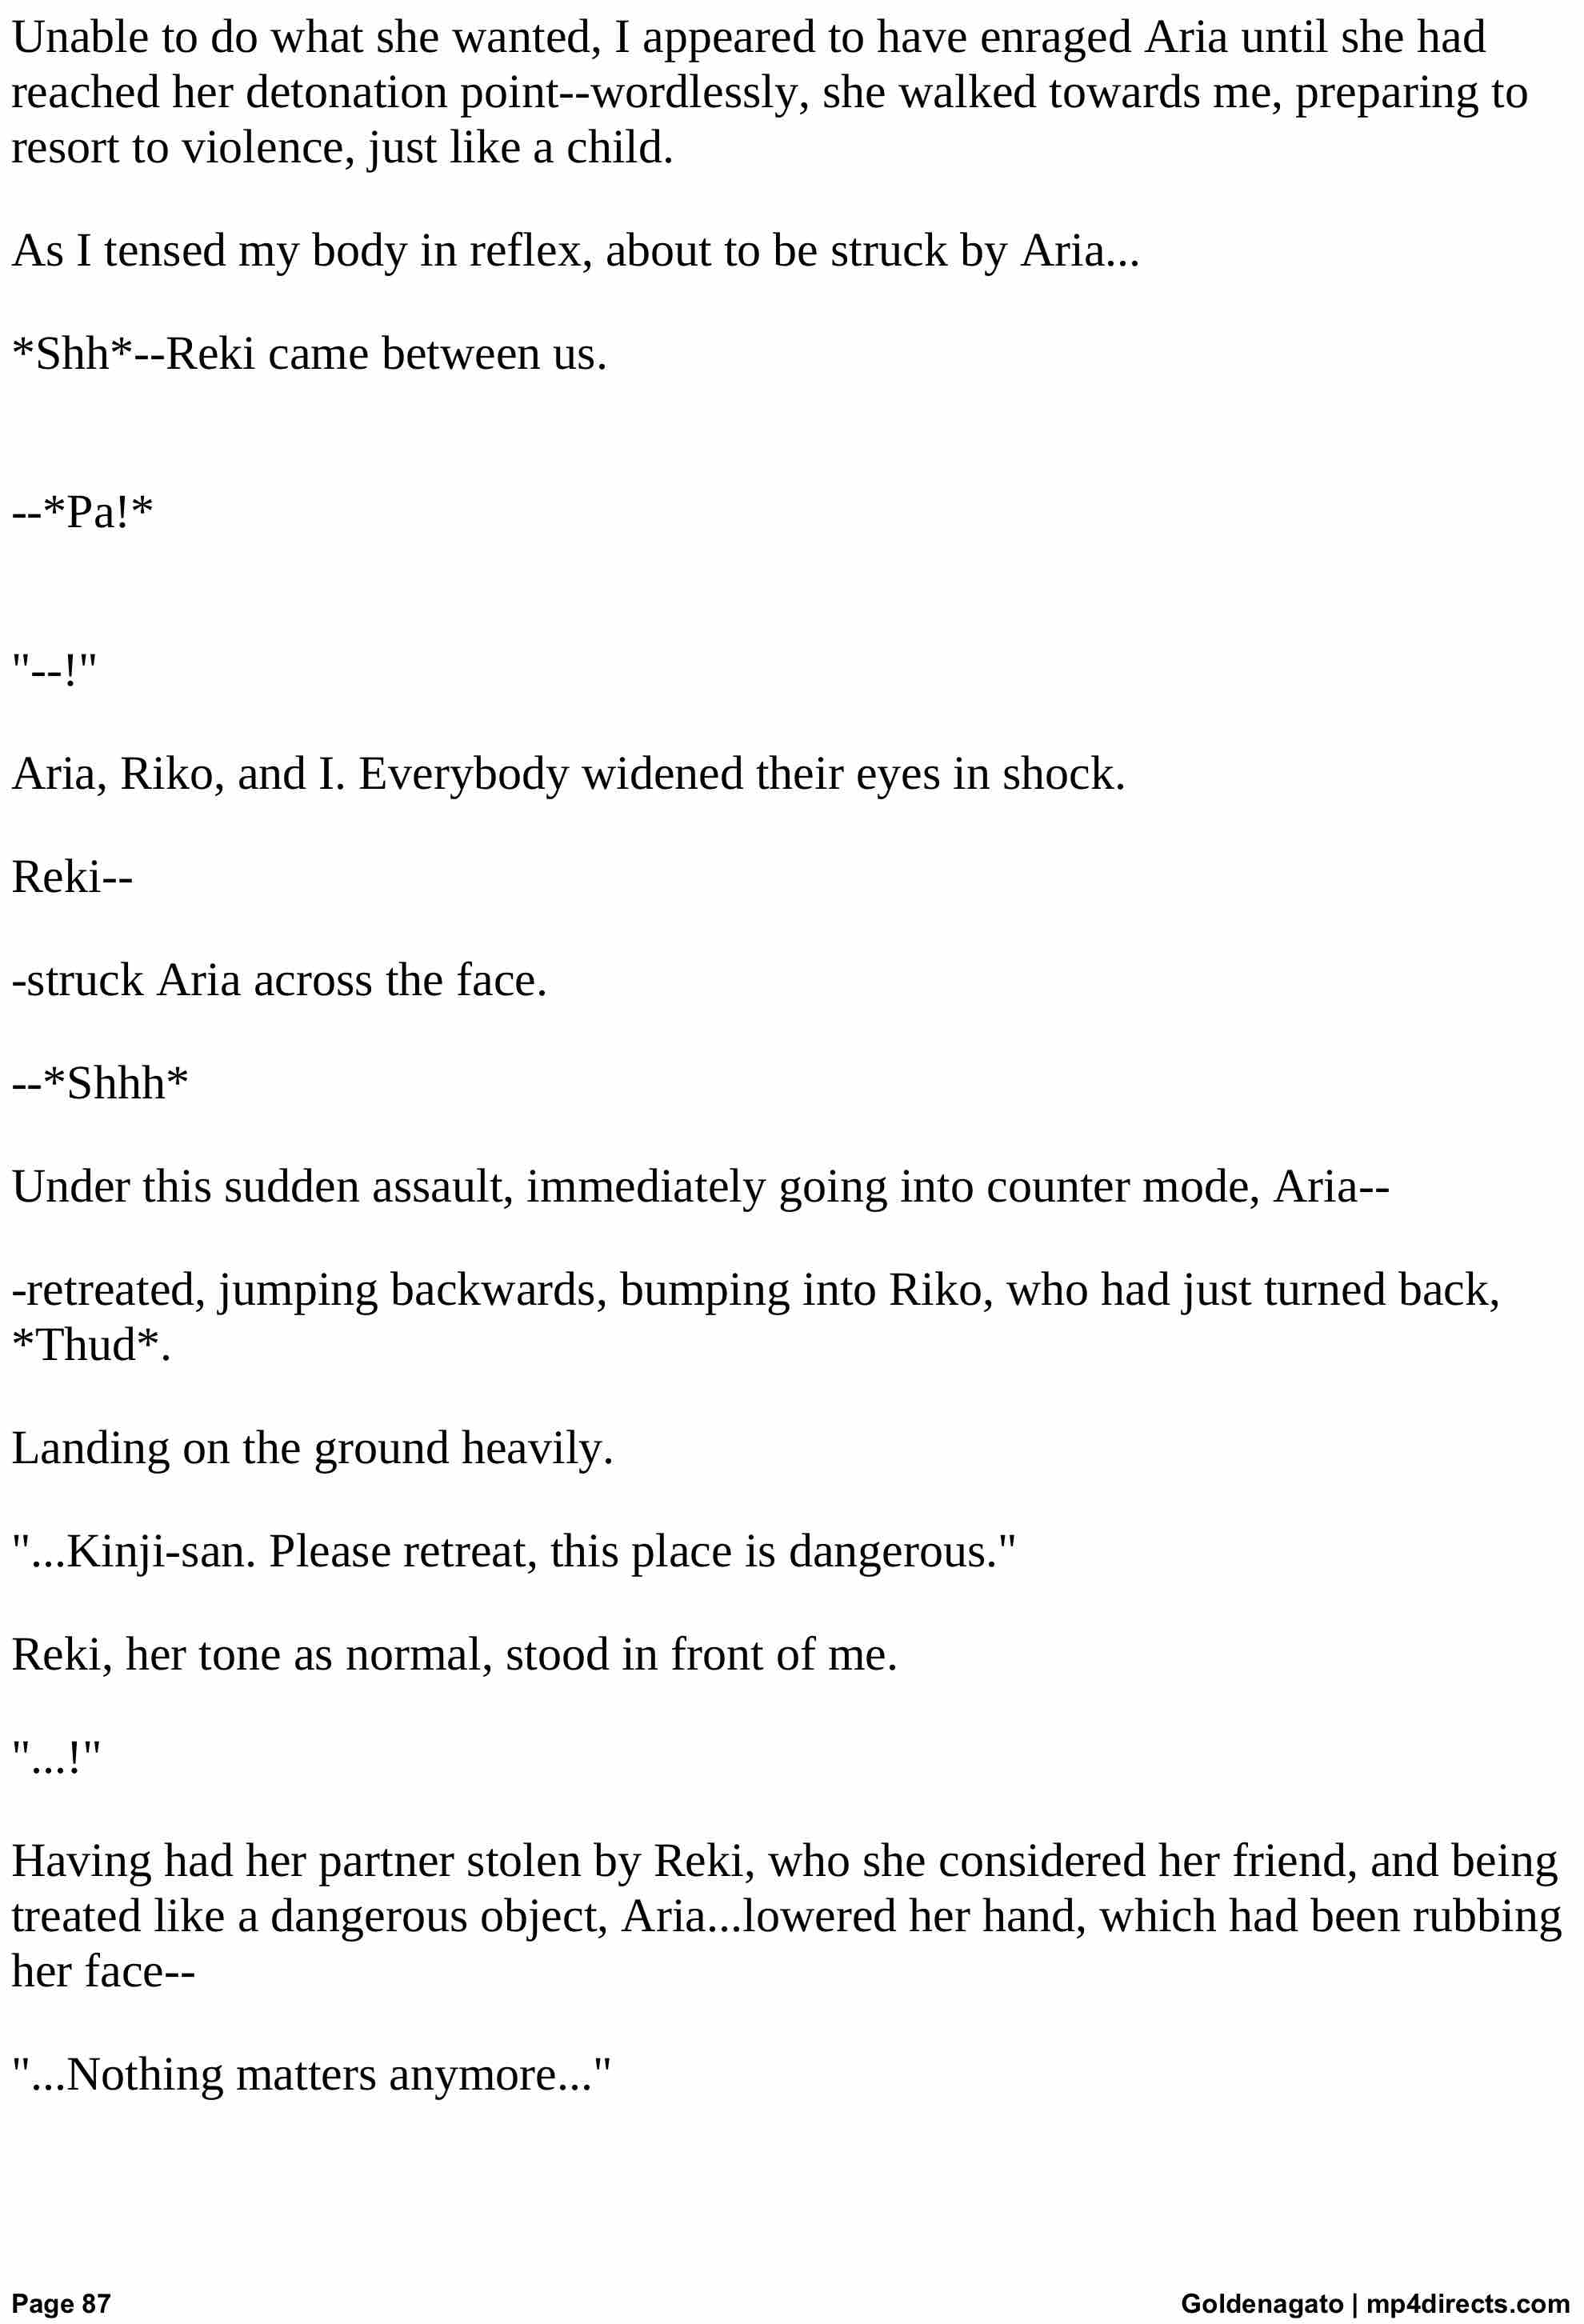 Unable to do what she wanted, I appeared to have enraged Aria until she had
reached her detonation point--wordlessly, she walked towards me, preparing to
resort to violence, just like a child.
As I tensed my body in reflex, about to be struck by Aria...
*Shh*--Reki came between us.
--*Pa!*
"--!"
Aria, Riko, and I. Everybody widened their eyes in shock.
Reki--
-struck Aria across the face.
--*Shhh*
Under this sudden assault, immediately going into counter mode, Aria--
-retreated, jumping backwards, bumping into Riko, who had just turned back,
*Thud*.
Landing on the ground heavily.
"...Kinji-san. Please retreat, this place is dangerous."
Reki, her tone as normal, stood in front of me.
"...!"
Having had her partner stolen by Reki, who she considered her friend, and being
treated like a dangerous object, Aria...lowered her hand, which had been rubbing
her face--
"...Nothing matters anymore..."
Page 87
Goldenagato | mp4directs.com